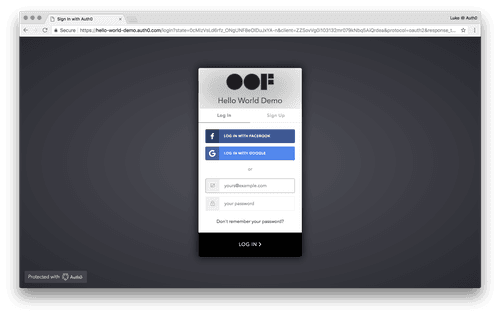 Sign In with Auth0
Luke @ Auth0
Secure
https://hello-world-demo.auth0.com/login?state=
OOF
Hello World Demo
Log In
Sign Up
LOG IN WITH FACEBOOK
LOG IN WITH GOOGLE
or
yours@example.com
your password
Don't remember your password?
LOG IN >
Protected with Auth0